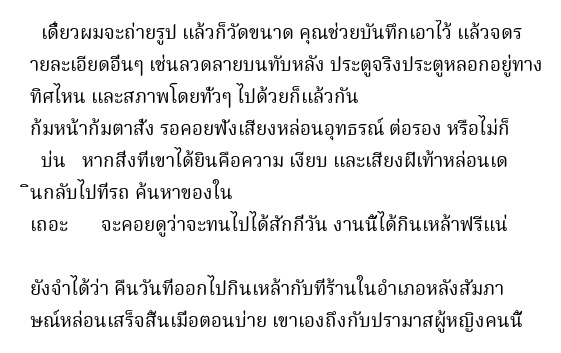 เดี๋ยวผมจะถ่ายรูป แล้วก็วัดขนาด คุณช่วยบันทึกเอาไว้ แล้วจดร
ายละเอียดอื่นๆ เช่นลวดลายบนทับหลัง ประตูจริงประตูหลอกอยู่ทาง
ทิศไหน และสภาพโดยทั่วๆ ไปด้วยก็แล้วกัน
ก้มหน้าก้มตาสั่ง รอคอยฟังเสียงหล่อนอุทธรณ์ ต่อรอง หรือไม่ก็
บ่น หากสิ่งที่เขาได้ยินคือความ เงียบ และเสียงฝีเท้าหล่อนเด
ินกลับไปที่รถ ค้นหาของใน
เถอะ จะคอยดูว่าจะทนไปได้สักกี่วัน งานนี้ได้กินเหล้าฟรีแน่
ยังจำได้ว่า คืนวันที่ออกไปกินเหล้ากับที่ร้านในอำเภอหลังสัมภา
ษณ์หล่อนเสร็จสิ้นเมื่อตอนบ่าย เขาเองถึงกับปรามาสผู้หญิงคนนี้